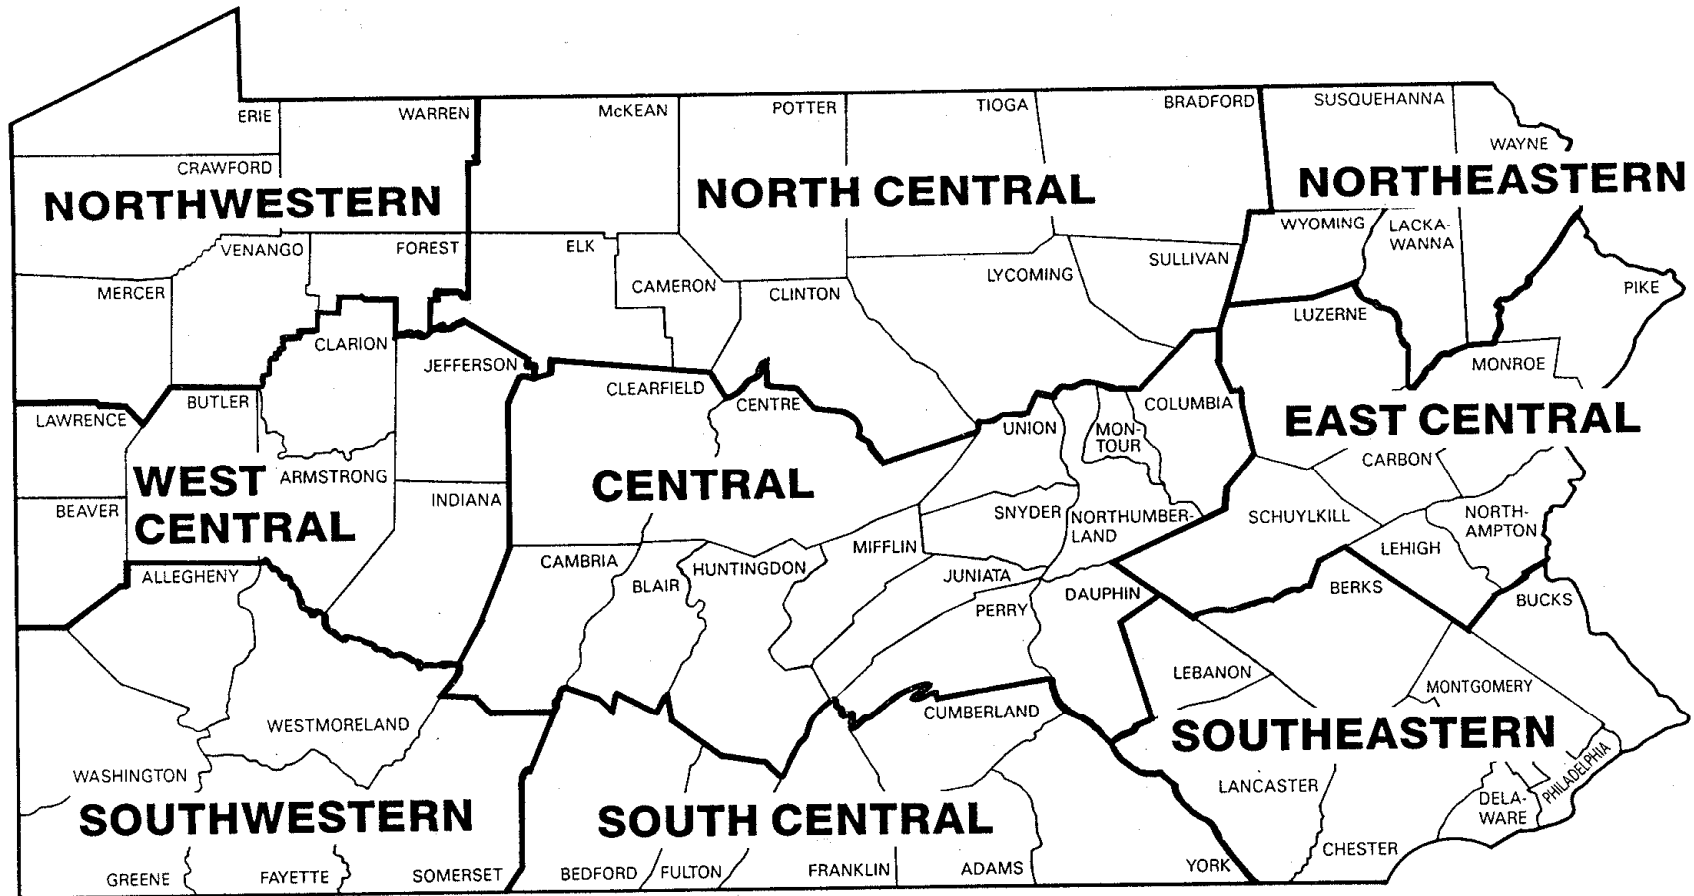 ERIE
WARREN
McKEAN
POTTER
TIOGA
BRADFORD
SUSQUEHANNA
WAYNE
CRAWFORD
NORTHWESTERN
NORTH CENTRAL
NORTHEASTERN
VENANGO
FOREST
ELK
SULLIVAN
WYOMING
LACKA-
WANNA
MERCER
CAMERON
CLINTON
LYCOMING
PIKE
LUZERNE
CLARION
JEFFERSON
MONROE
CLEARFIELD
LAWRENCE
BUTLER
CENTRE
COLUMBIA
UNION
MON-
TOUR
EAST CENTRAL
CARBON
WEST
CENTRAL
ARMSTRONG
INDIANA
CENTRAL
BEAVER
SNYDER
NORTHUMBER-
LAND
SCHUYLKILL
NORTH-
AMPTON
LEHIGH
ALLEGHENY
CAMBRIA
BLAIR
HUNTINGDON
MIFFLIN
JUNIATA
PERRY
DAUPHIN
BERKS
BUCKS
LEBANON
MONTGOMERY
WESTMORELAND
CUMBERLAND
SOUTHEASTERN
WASHINGTON
LANCASTER
PHILADELPHIA
DELA-
WARE
SOUTHWESTERN
SOUTH CENTRAL
CHESTER
GREENE
FAYETTE
SOMERSET
BEDFORD
FULTON
FRANKLIN
ADAMS
YORK